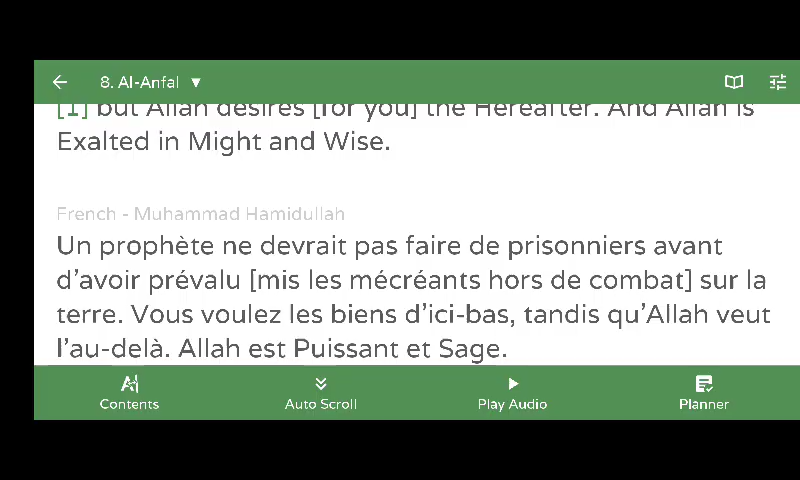 8. Al-Anfal ▼
[1] but Allah desires [for you] the Hereafter. And Allah is
Exalted in Might and Wise.
French - Muhammad Hamidullah
Un prophète ne devrait pas faire de prisonniers avant
d'avoir prévalu [mis les mécréants hors de combat] sur la
terre. Vous voulez les biens d'ici-bas, tandis qu'Allah veut
l'au-delà. Allah est Puissant et Sage.
Contents
Auto Scroll
Play Audio
Planner